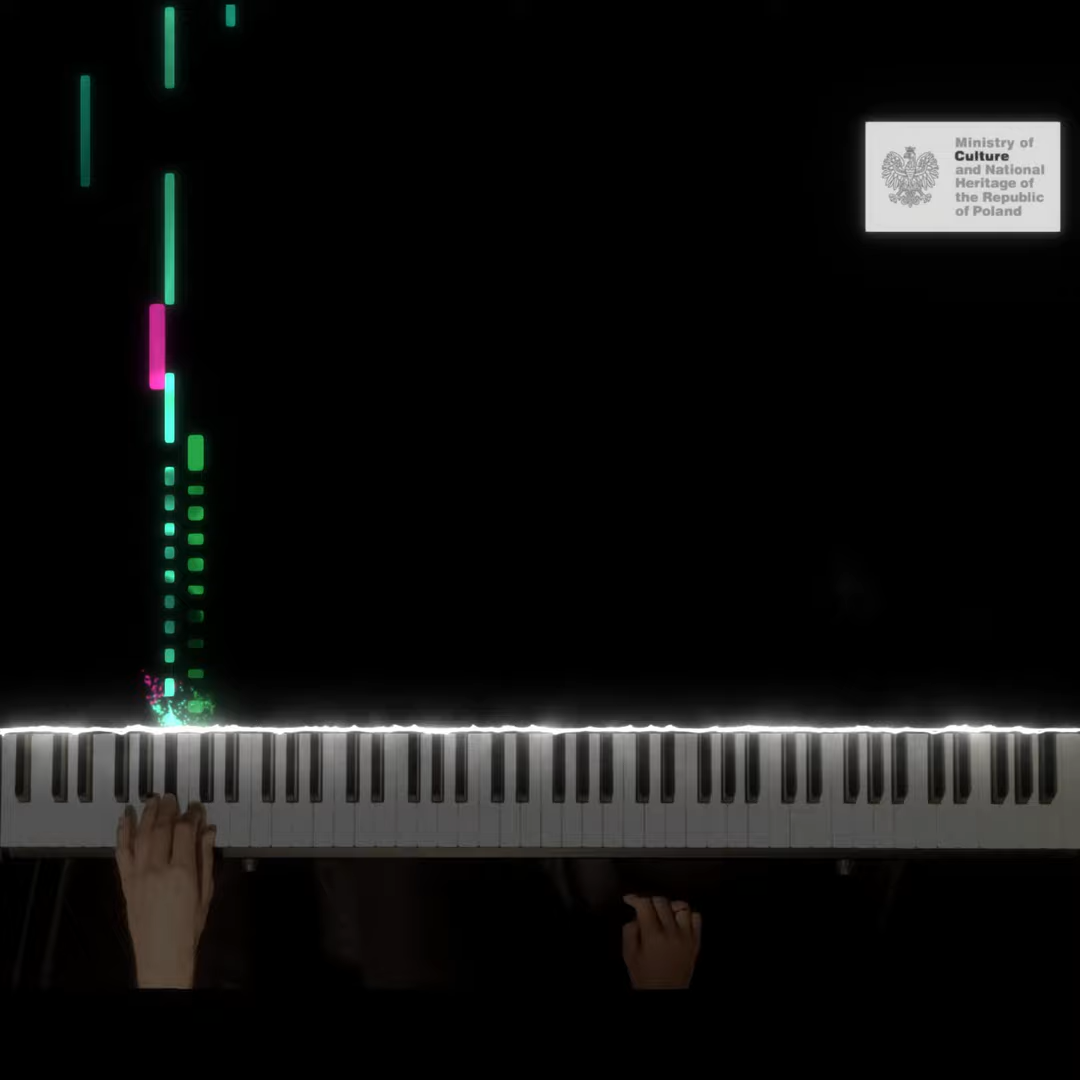 Ministry of
Culture
and National
Heritage of
the Republic
of Poland